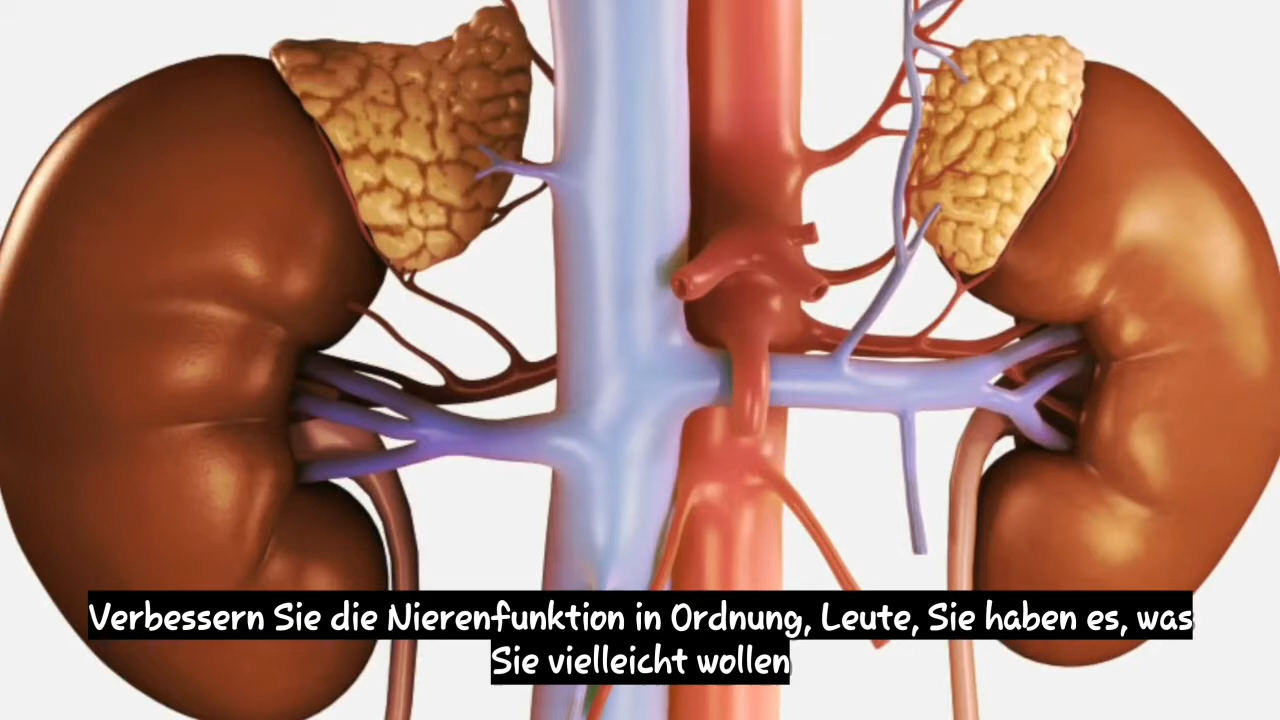 Verbessern Sie die Nierenfunktion in Ordnung, Leute, Sie haben es, was
Sie vielleicht wollen